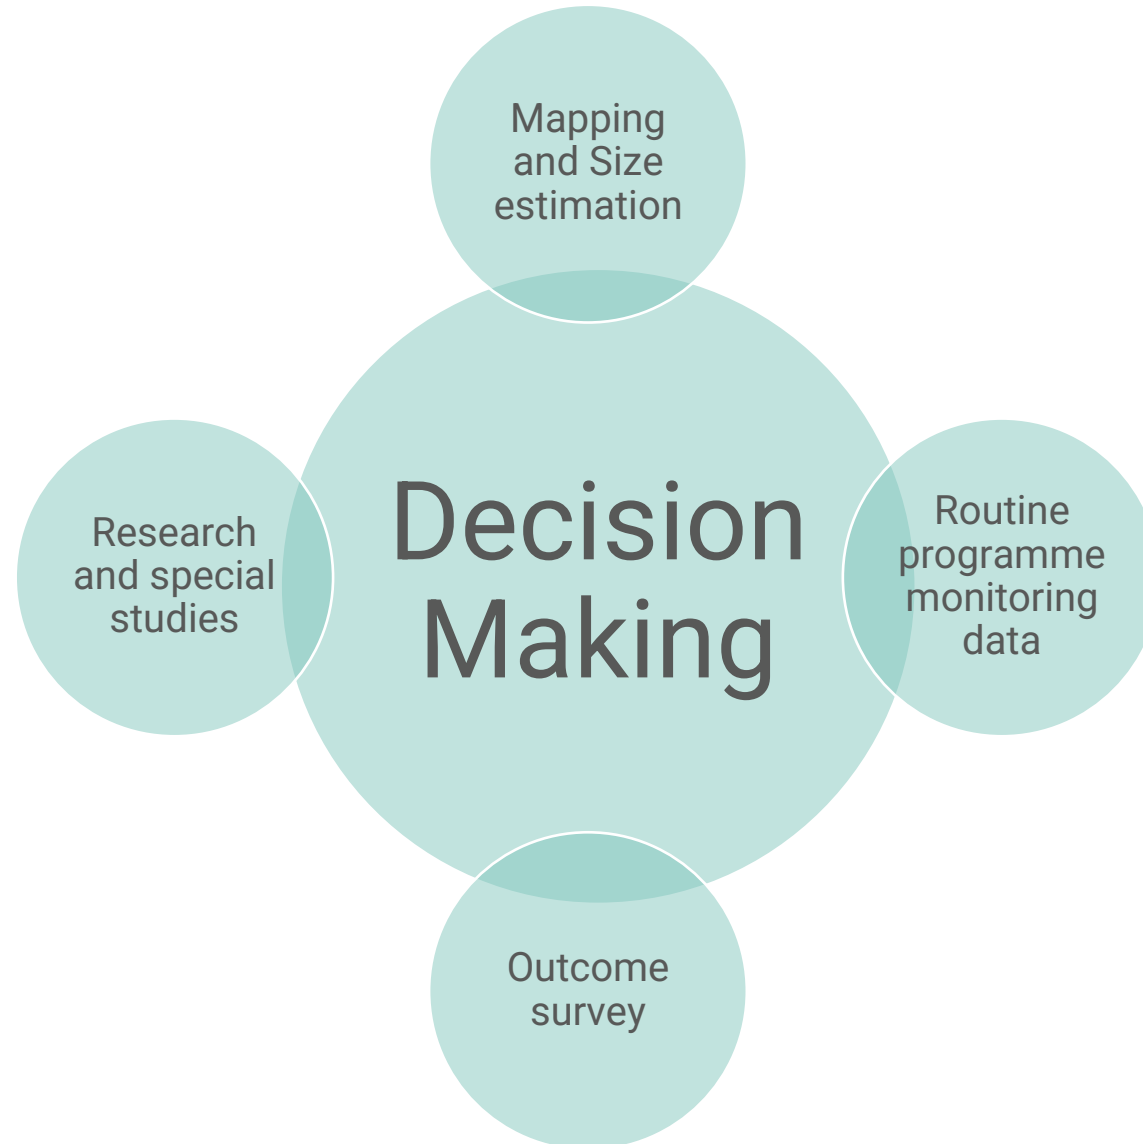 Mapping
and Size
estimation
Decision
Making
Research
and special
studies
Routine
programme
monitoring
data
Outcome
survey